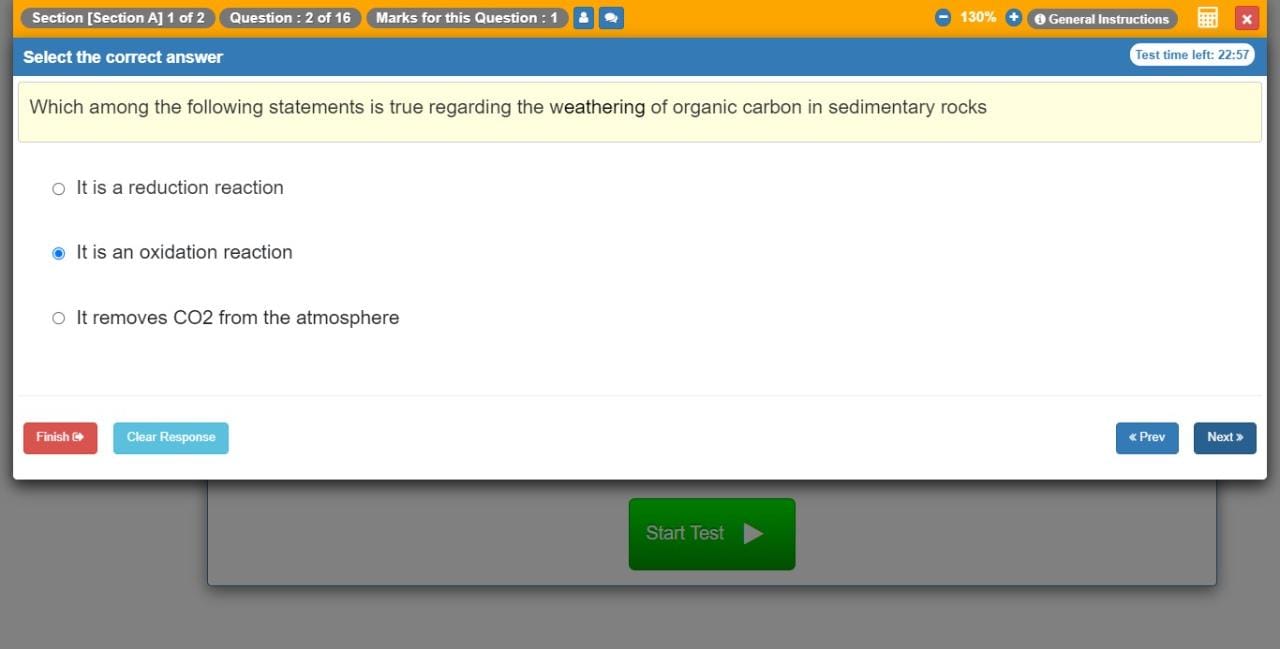 Section [Section A] 1 of 2 Question : 2 of 16 Marks for this Question : 1 130% General Instructions
Select the correct answer Test time left: 22:57
Which among the following statements is true regarding the weathering of organic carbon in sedimentary rocks
It is a reduction reaction
It is an oxidation reaction
It removes CO2 from the atmosphere
Finish Clear Response « Prev Next »
Start Test